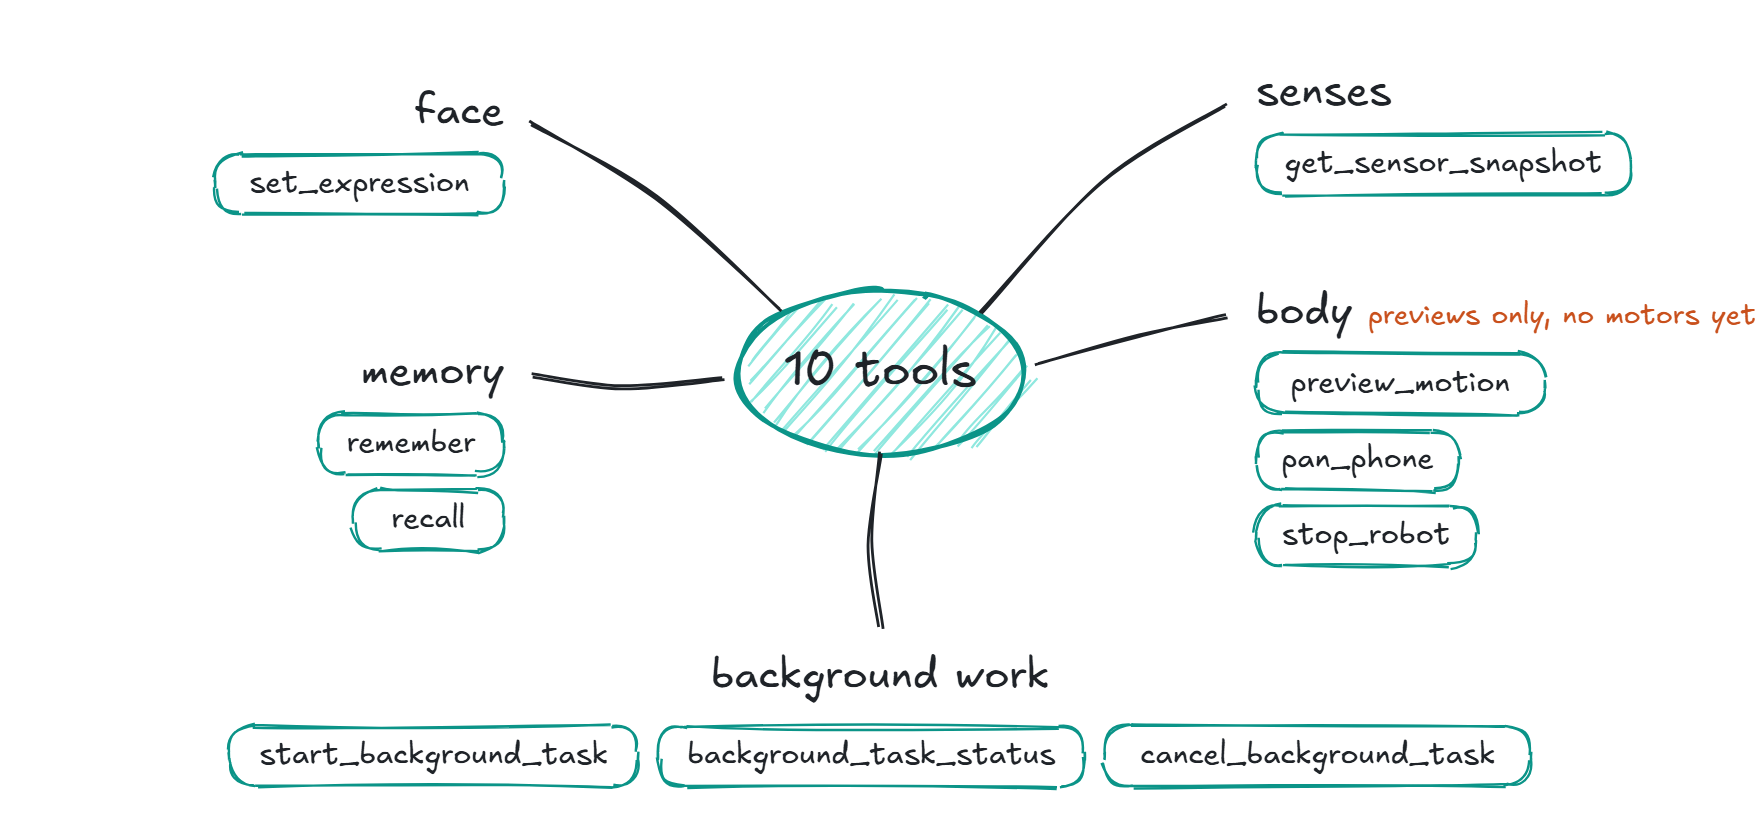 face
set_expression
senses
get_sensor_snapshot
10 tools
memory
remember
recall
body previews only, no motors yet
preview_motion
pan_phone
stop_robot
background work
start_background_task
background_task_status
cancel_background_task